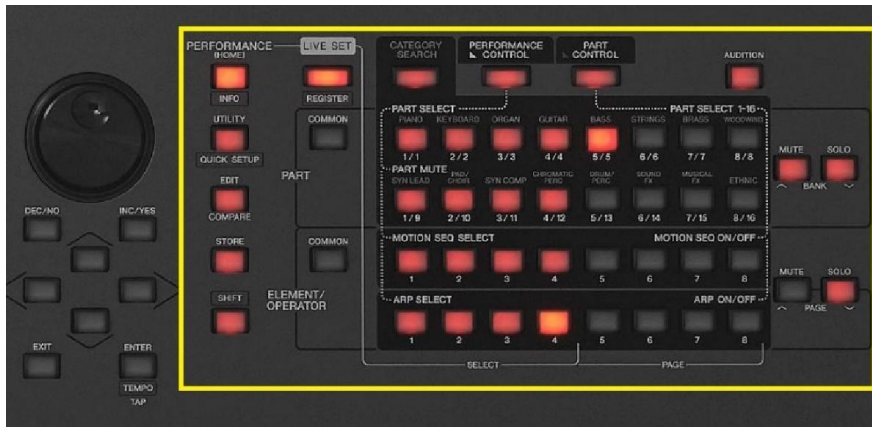 PERFORMANCE
(HOME)
LIVE SET
CATEGORY
SEARCH
PERFORMANCE
CONTROL
PART
CONTROL
AUDITION
INFO
REGISTER
UTILITY
COMMON
PART SELECT
PART SELECT 1-16
PIANO KEYBOARD ORGAN GUITAR BASS STRINGS BRASS WOODWIND
1/1 2/2 3/3 4/4 5/5 6/6 7/7 8/8
MUTE SOLO
BANK
QUICK SETUP
PART
PART MUTE
EDIT
SYN LEAD PAD/CHOIR SYN COMP CHROMATIC PERC DRUM/PERC SOUND FX MUSICAL FX ETHNIC
1/9 2/10 3/11 4/12 5/13 6/14 7/15 8/16
COMPARE
DEC/NO INC/YES
STORE
COMMON
MOTION SEQ SELECT MOTION SEQ ON/OFF
1 2 3 4 5 6 7 8
MUTE SOLO
PAGE
SHIFT
ELEMENT/
OPERATOR
ARP SELECT ARP ON/OFF
1 2 3 4 5 6 7 8
EXIT ENTER
TEMPO
TAP
SELECT PAGE